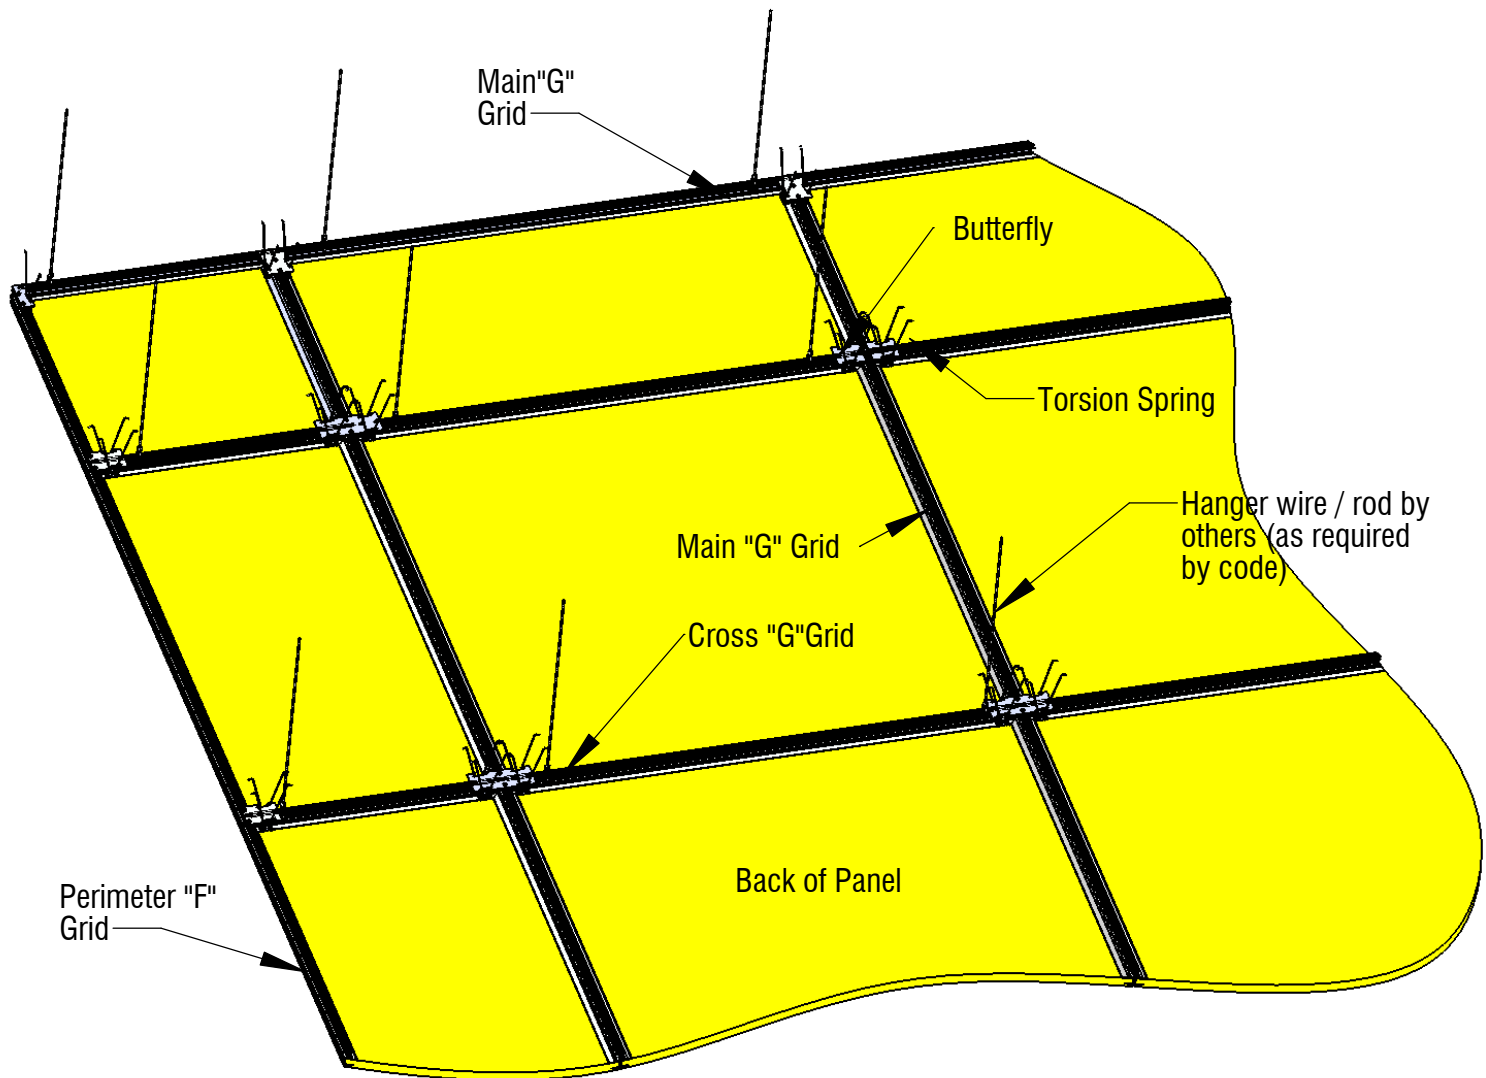 Main"G"
Grid
Butterfly
Torsion Spring
Hanger wire / rod by
others (as required
by code)
Main "G" Grid
Cross "G"Grid
Back of Panel
Perimeter "F"
Grid